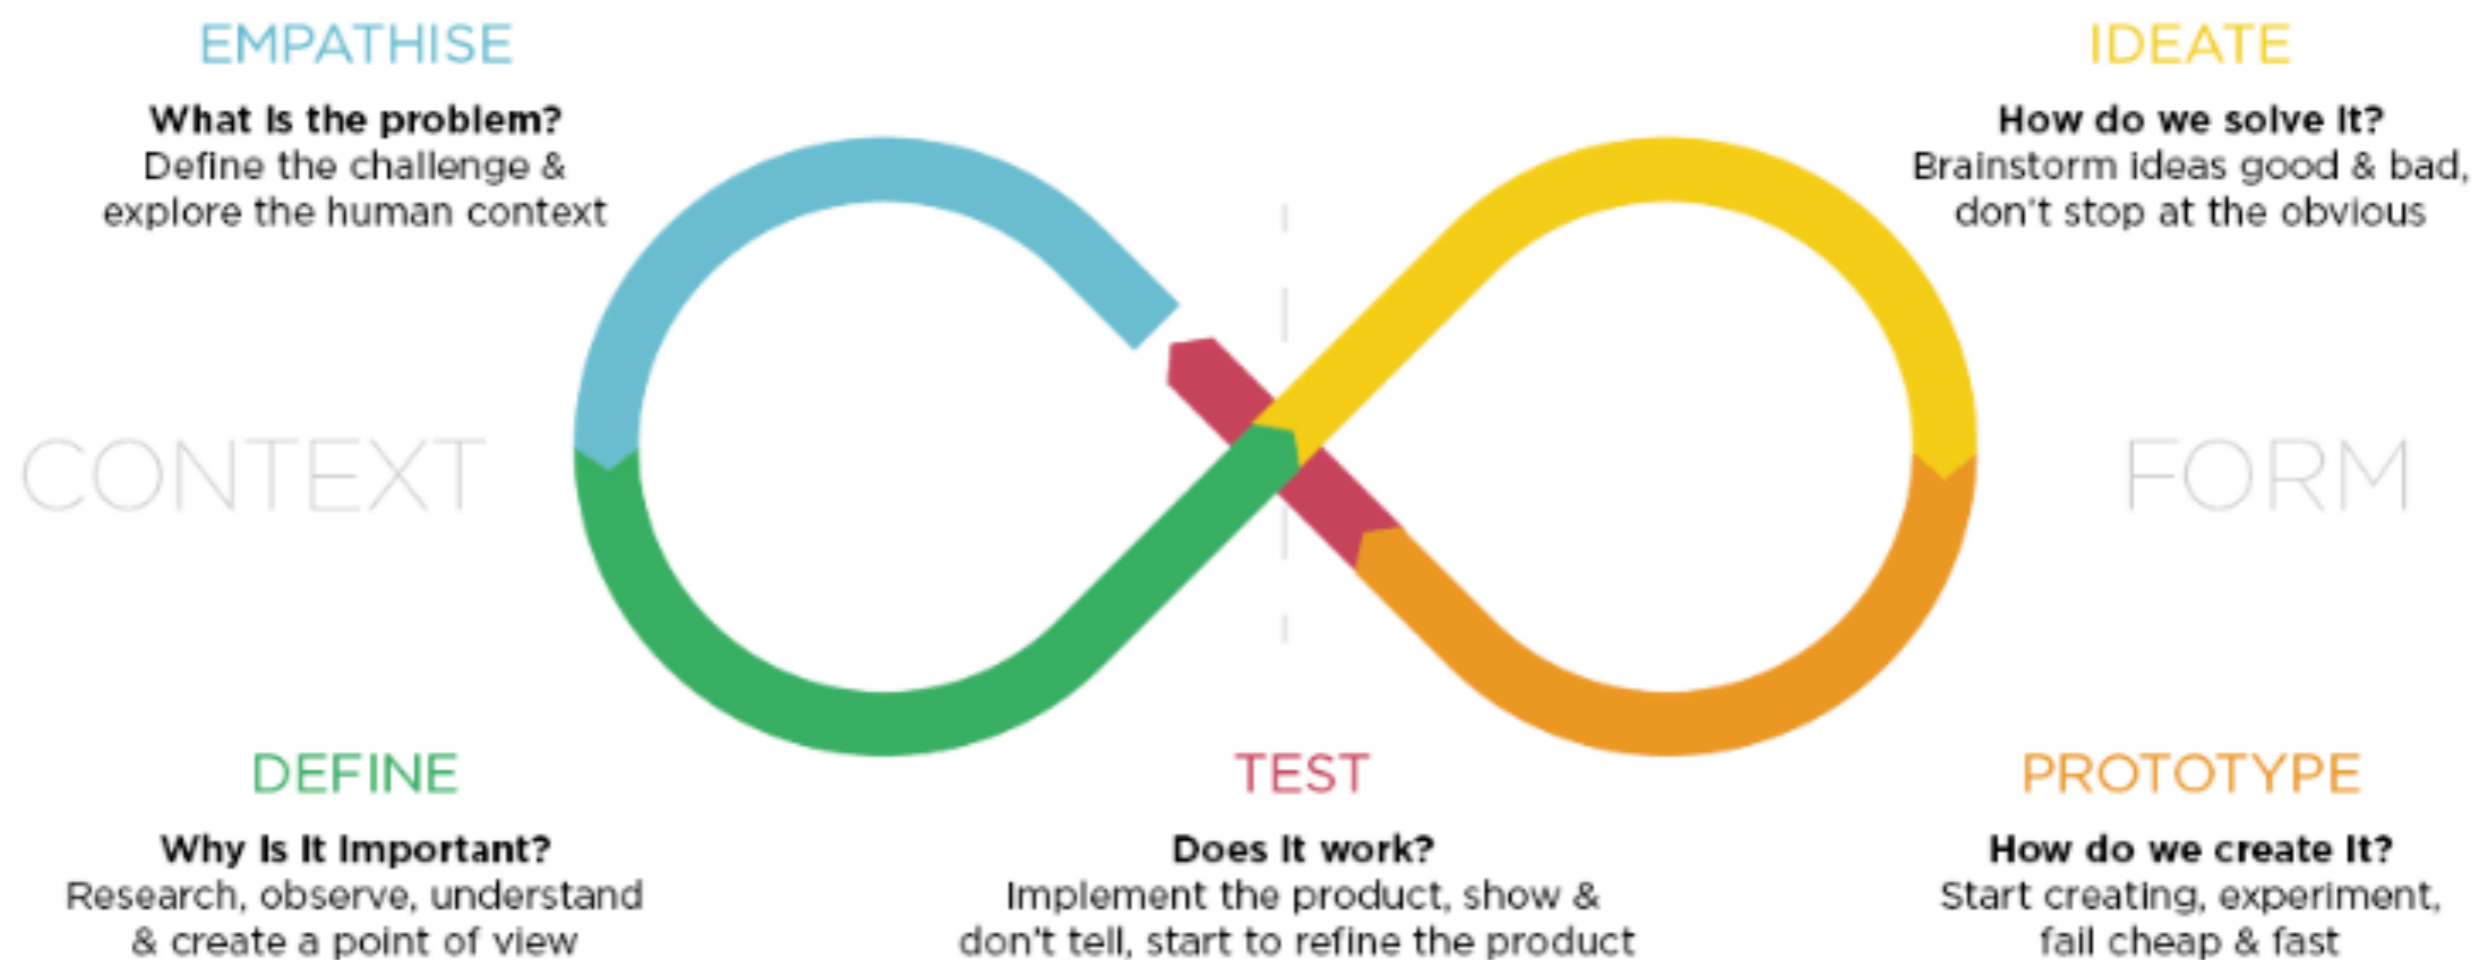 EMPATHISE
What is the problem?
Define the challenge &
explore the human context
IDEATE
How do we solve it?
Brainstorm ideas good & bad,
don't stop at the obvious
CONTEXT
FORM
DEFINE
Why is it important?
Research, observe, understand
& create a point of view
TEST
Does it work?
Implement the product, show &
don't tell, start to refine the product
PROTOTYPE
How do we create it?
Start creating, experiment,
fail cheap & fast